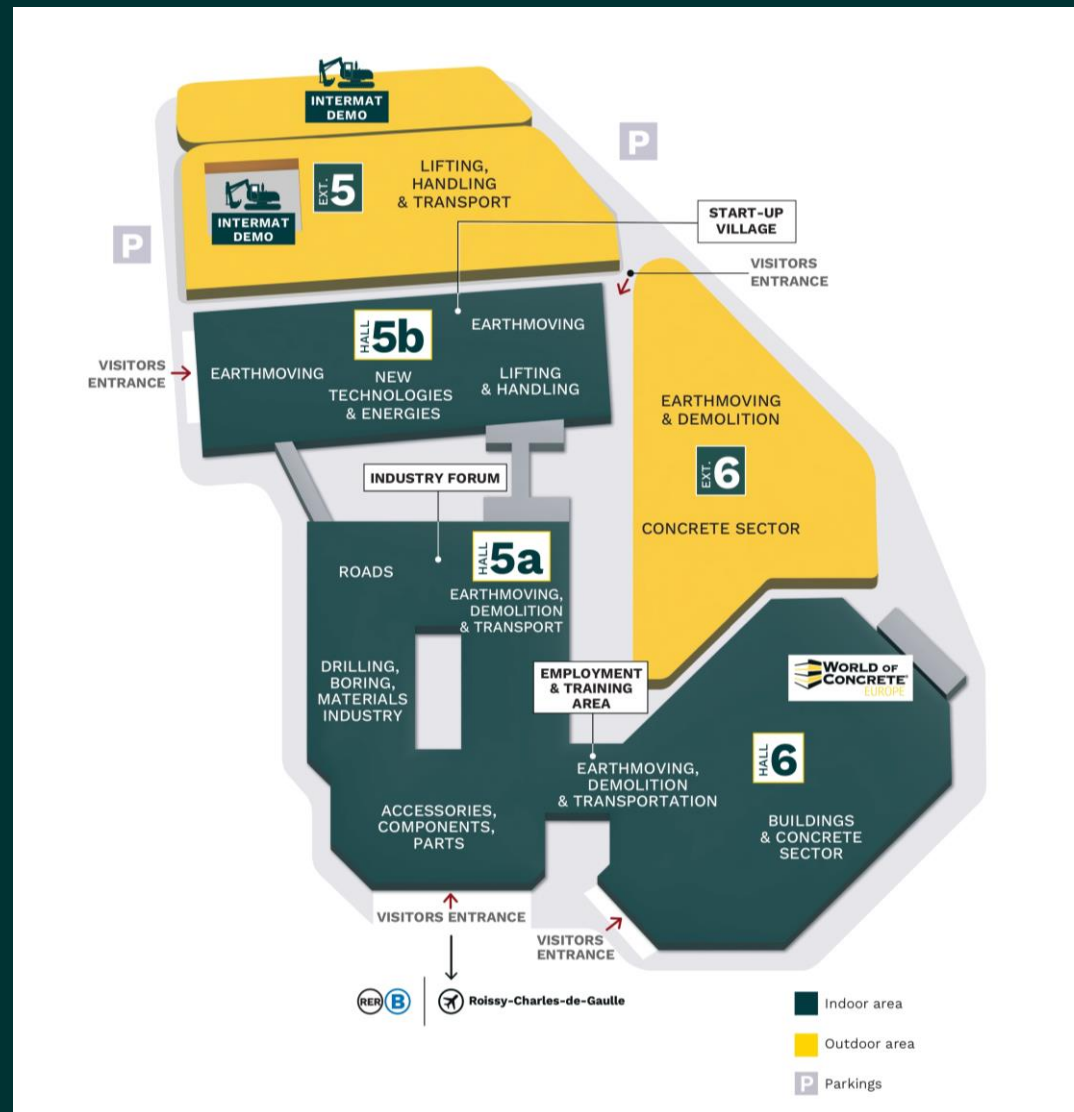 INTERMAT
DEMO
P
LIFTING,
HANDLING
& TRANSPORT
EXT.
5
INTERMAT
DEMO
START-UP
VILLAGE
P
VISITORS
ENTRANCE
HALL
5b
EARTHMOVING
VISITORS
ENTRANCE
EARTHMOVING
NEW
TECHNOLOGIES
& ENERGIES
LIFTING
& HANDLING
EARTHMOVING
& DEMOLITION
EXT.
6
CONCRETE SECTOR
INDUSTRY FORUM
HALL
5a
ROADS
EARTHMOVING,
DEMOLITION
& TRANSPORT
DRILLING,
BORING,
MATERIALS
INDUSTRY
EMPLOYMENT
& TRAINING
AREA
WORLD OF
CONCRETE
EUROPE
HALL
6
EARTHMOVING,
DEMOLITION
& TRANSPORTATION
ACCESSORIES,
COMPONENTS,
PARTS
BUILDINGS
& CONCRETE
SECTOR
VISITORS ENTRANCE
VISITORS
ENTRANCE
RER B
Roissy-Charles-de-Gaulle
Indoor area
Outdoor area
P Parkings